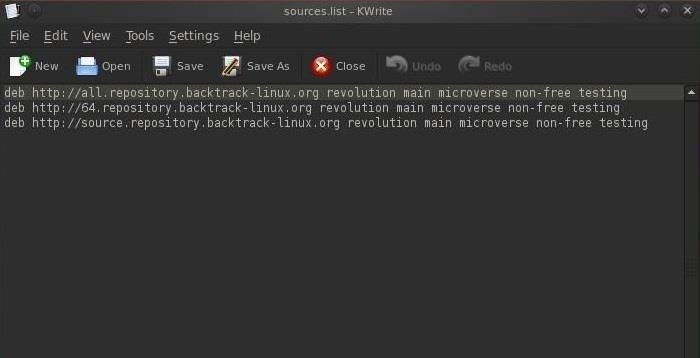 sources.list – KWrite
File Edit View Tools Settings Help
New Open Save Save As Close Undo Redo
deb http://all.repository.backtrack-linux.org revolution main microverse non-free testing
deb http://64.repository.backtrack-linux.org revolution main microverse non-free testing
deb http://source.repository.backtrack-linux.org revolution main microverse non-free testing